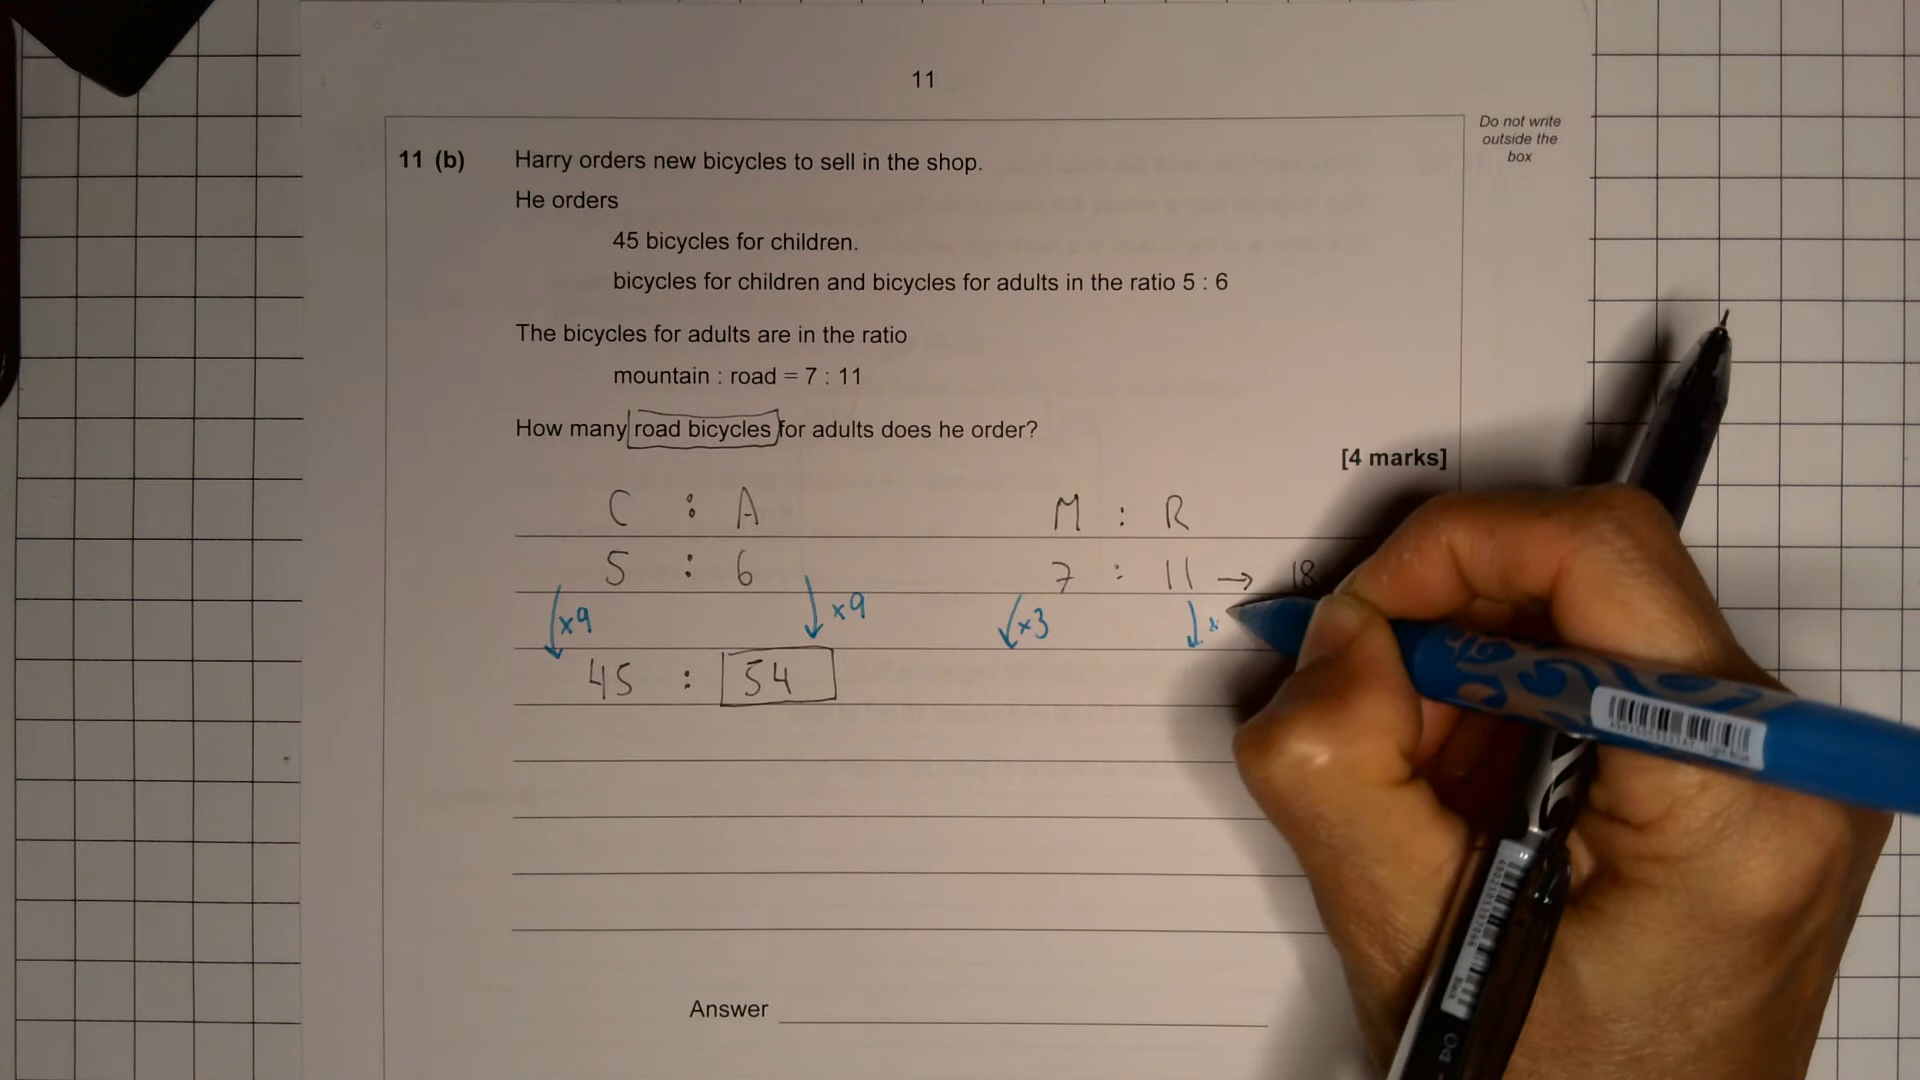 11
Do not write
outside the
box
11 (b) Harry orders new bicycles to sell in the shop.
He orders
45 bicycles for children.
bicycles for children and bicycles for adults in the ratio 5 : 6
The bicycles for adults are in the ratio
mountain : road = 7 : 11
How many road bicycles for adults does he order?
[4 marks]
C : A M : R
5 : 6 7 : 11 → 18
×9 ×9 ×3 ×
45 : 54
Answer